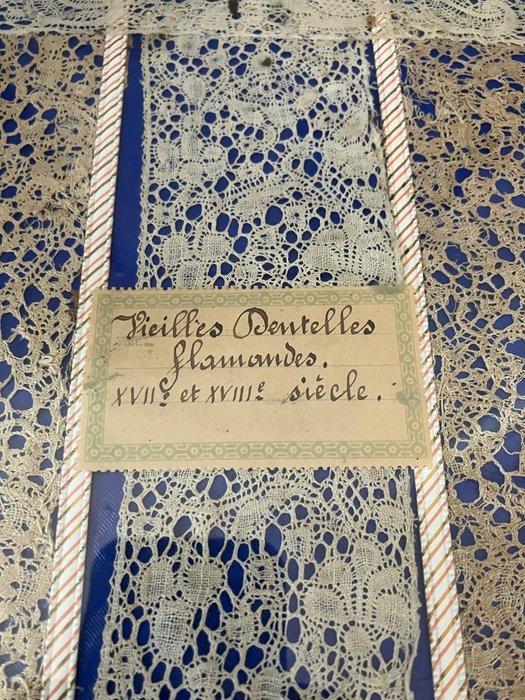 Vieilles Dentelles
flamandes.
XVIIe et XVIIIe siècle.